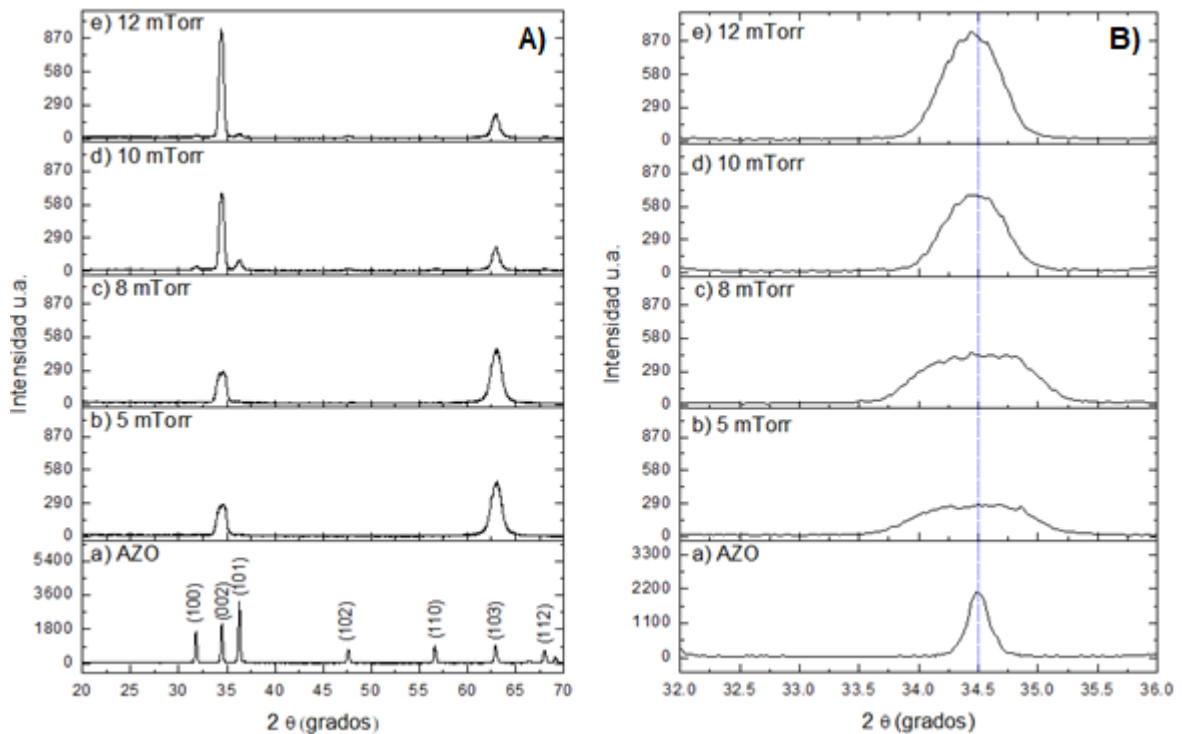 A)
e) 12 mTorr
870
580
290
0
d) 10 mTorr
870
580
290
0
c) 8 mTorr
870
580
290
0
b) 5 mTorr
870
580
290
0
a) AZO
5400
3600
1800
0
(100)
(002)
(101)
(102)
(110)
(103)
(112)
20 25 30 35 40 45 50 55 60 65 70
2 θ (grados)
Intensidad u.a.
B)
e) 12 mTorr
870
580
290
0
d) 10 mTorr
870
580
290
0
c) 8 mTorr
870
580
290
0
b) 5 mTorr
870
580
290
0
a) AZO
3300
2200
1100
0
32.0 32.5 33.0 33.5 34.0 34.5 35.0 35.5 36.0
2 θ (grados)
Intensidad u.a.